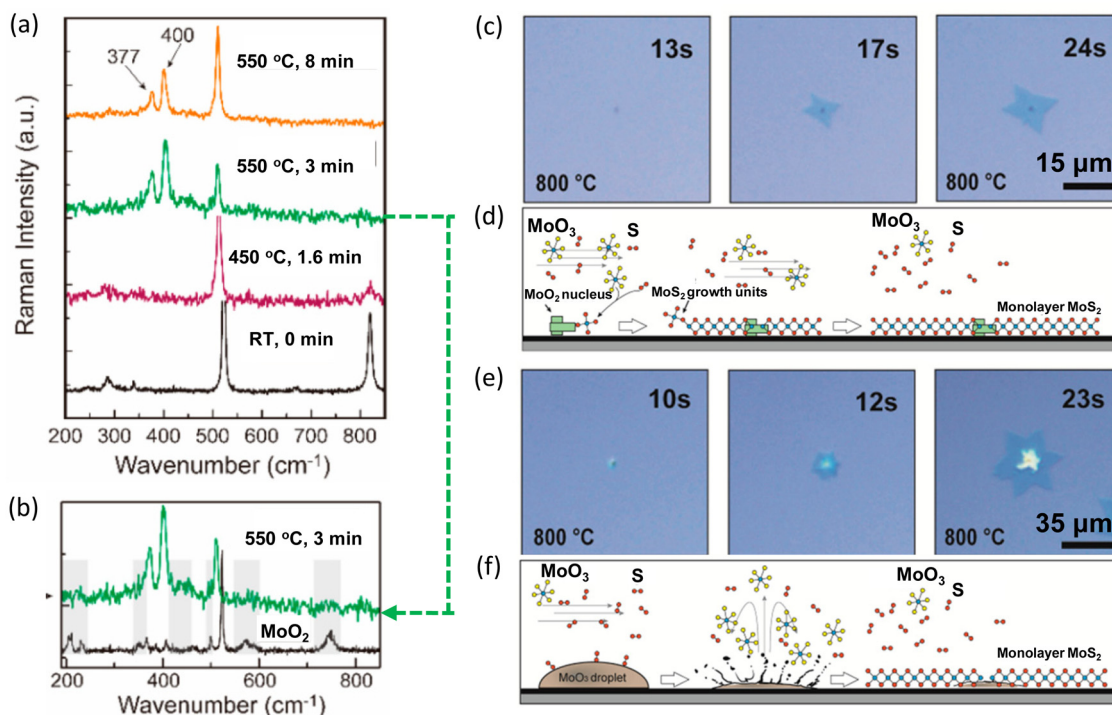 (a)
377
400
550 °C, 8 min
550 °C, 3 min
450 °C, 1.6 min
RT, 0 min
Raman Intensity (a.u.)
200 300 400 500 600 700 800
Wavenumber (cm-1)
(b)
550 °C, 3 min
MoO2
200 400 600 800
Wavenumber (cm-1)
(c)
13s
17s
24s
800 °C
15 µm
(d)
MoO3
S
MoO3
S
MoO2 nucleus
MoS2 growth units
Monolayer MoS2
(e)
10s
12s
23s
800 °C
35 µm
(f)
MoO3
S
MoO3
S
MoO3 droplet
Monolayer MoS2